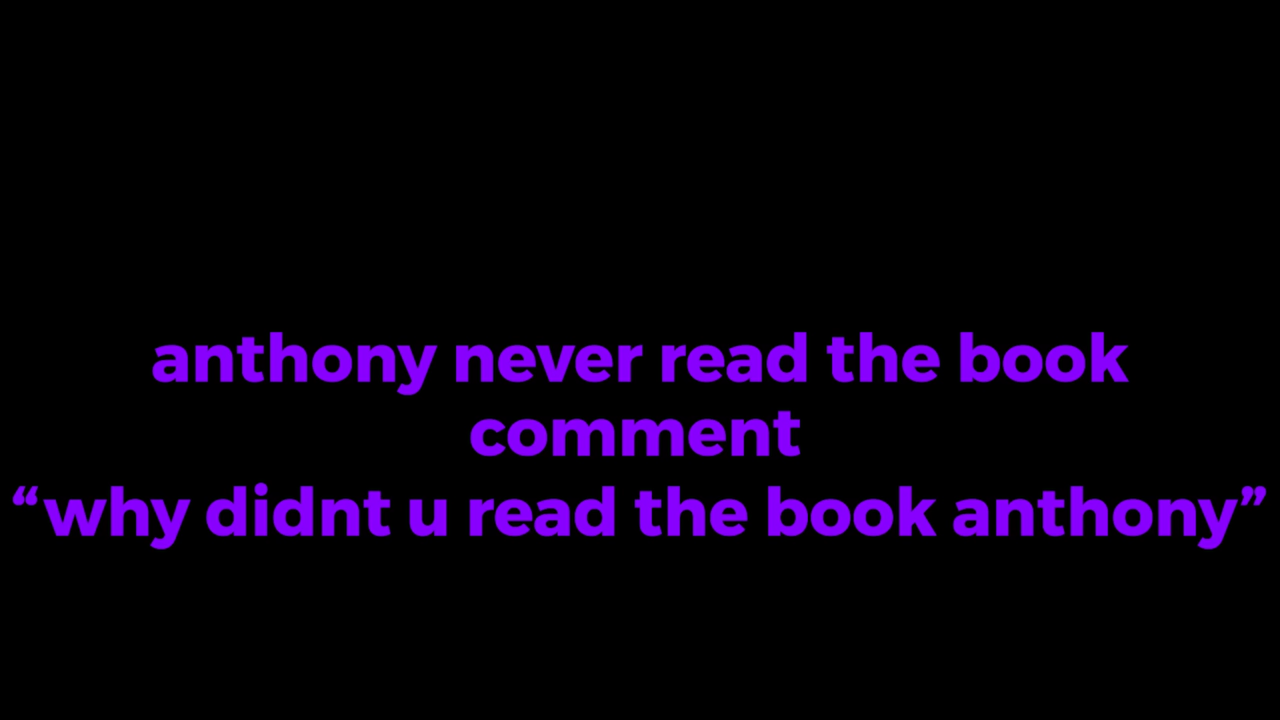 anthony never read the book
comment
“why didnt u read the book anthony”